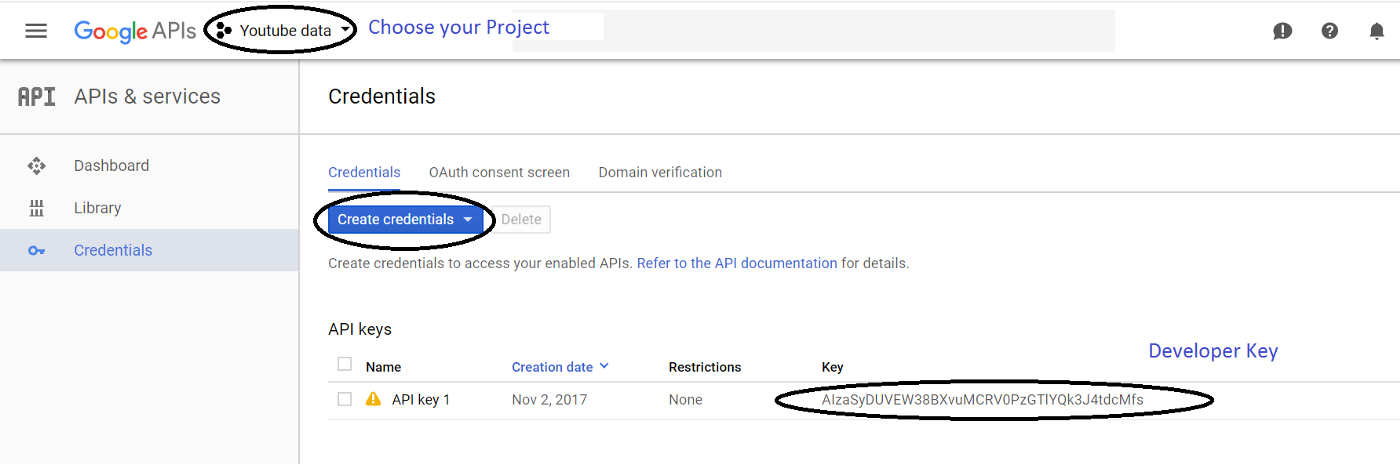 Google APIs Youtube data Choose your Project
API APIs & services Credentials
Dashboard
Library
Credentials
Credentials OAuth consent screen Domain verification
Create credentials Delete
Create credentials to access your enabled APIs. Refer to the API documentation for details.
API keys
Developer Key
Name Creation date Restrictions Key
API key 1 Nov 2, 2017 None AIzaSyDUVEW38BXvuMCRV0PzGTlYQk3J4tdcMfs